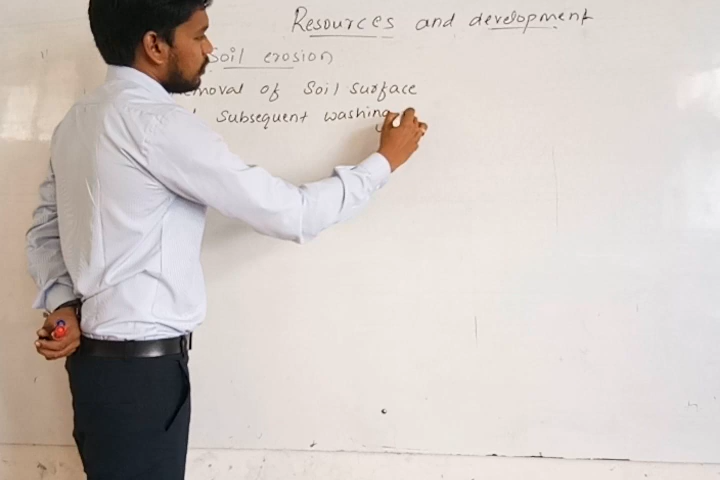 Resources and development
Soil erosion
removal of soil surface
subsequent washing